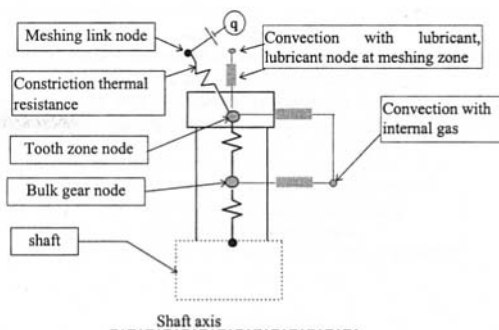 Meshing link node
q
Convection with lubricant,
lubricant node at meshing zone
Constriction thermal
resistance
Convection with
internal gas
Tooth zone node
Bulk gear node
shaft
Shaft axis